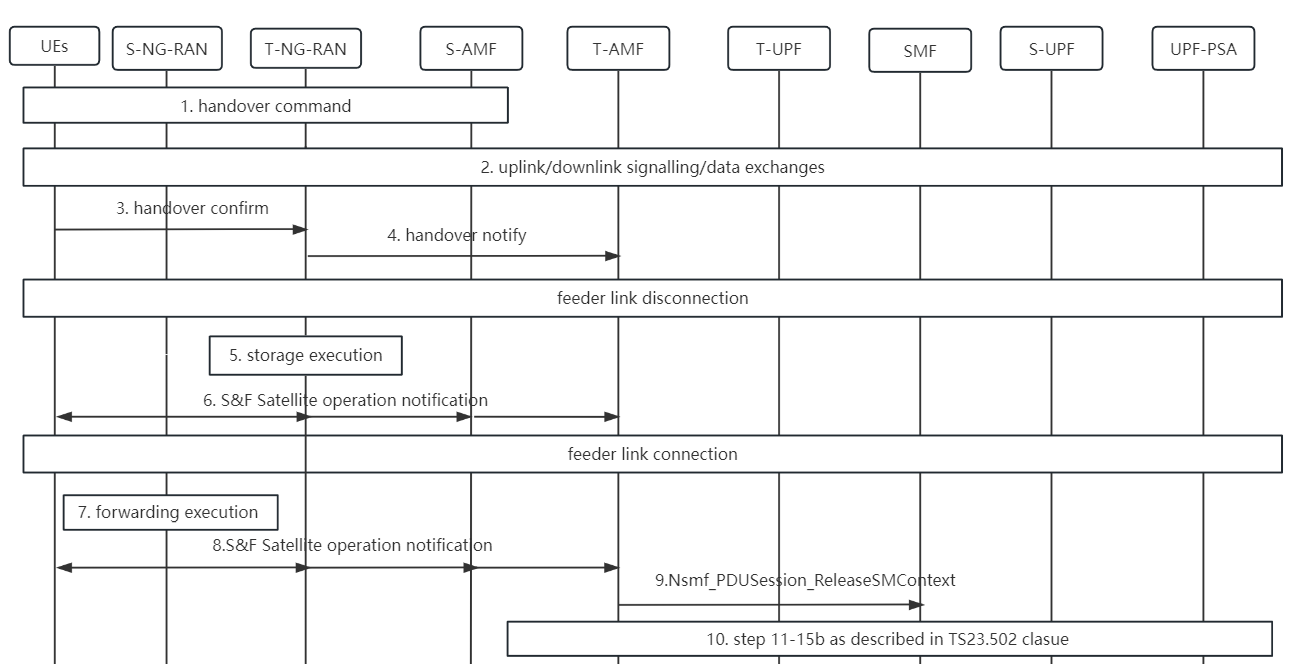 UEs
S-NG-RAN
T-NG-RAN
S-AMF
T-AMF
T-UPF
SMF
S-UPF
UPF-PSA
1. handover command
2. uplink/downlink signalling/data exchanges
3. handover confirm
4. handover notify
feeder link disconnection
5. storage execution
6. S&F Satellite operation notification
feeder link connection
7. forwarding execution
8.S&F Satellite operation notification
9.Nsmf_PDUSession_ReleaseSMContext
10. step 11-15b as described in TS23.502 clasue